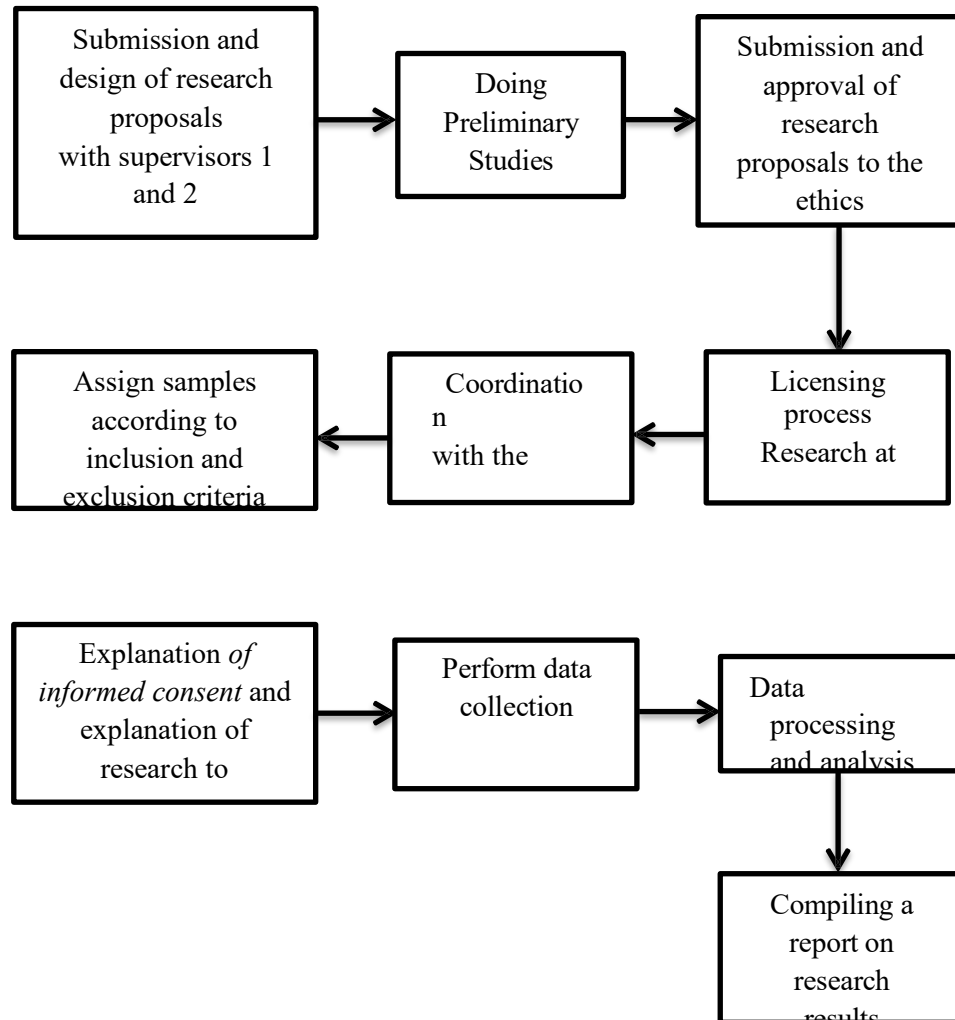 Submission and
design of research
proposals
with supervisors 1
and 2
Doing
Preliminary
Studies
Submission and
approval of
research
proposals to the
ethics
Licensing
process
Research at
Coordinatio
n
with the
Assign samples
according to
inclusion and
exclusion criteria
Explanation of
informed consent and
explanation of
research to
Perform data
collection
Data
processing
and analysis
Compiling a
report on
research
results